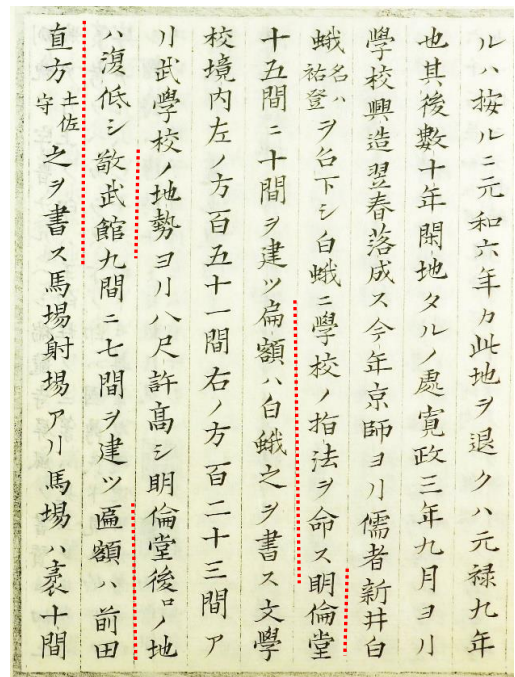 ルハ按ルニ元和六年カ此地ヲ退クハ元禄九年
也其後數十年閑地タルノ處寛政三年九月ヨリ
學校興造翌春落成ス今年京師ヨリ儒者新井白
蛾名ハ祐登ヲ台下シ白蛾ニ學校ノ指法ヲ命ス明倫堂
十五間ニ十間ヲ建ツ扁額ハ白蛾之ヲ書ス文學
校境内左ノ方百五十一間右ノ方百二十三間ア
リ武學校ノ地勢ヨリ八尺許髙シ明倫堂後ロノ地
ハ復低シ敬武館九間ニ七間ヲ建ツ匾額ハ前田
直方土佐守之ヲ書ス馬場射場アリ馬場ハ袤十間